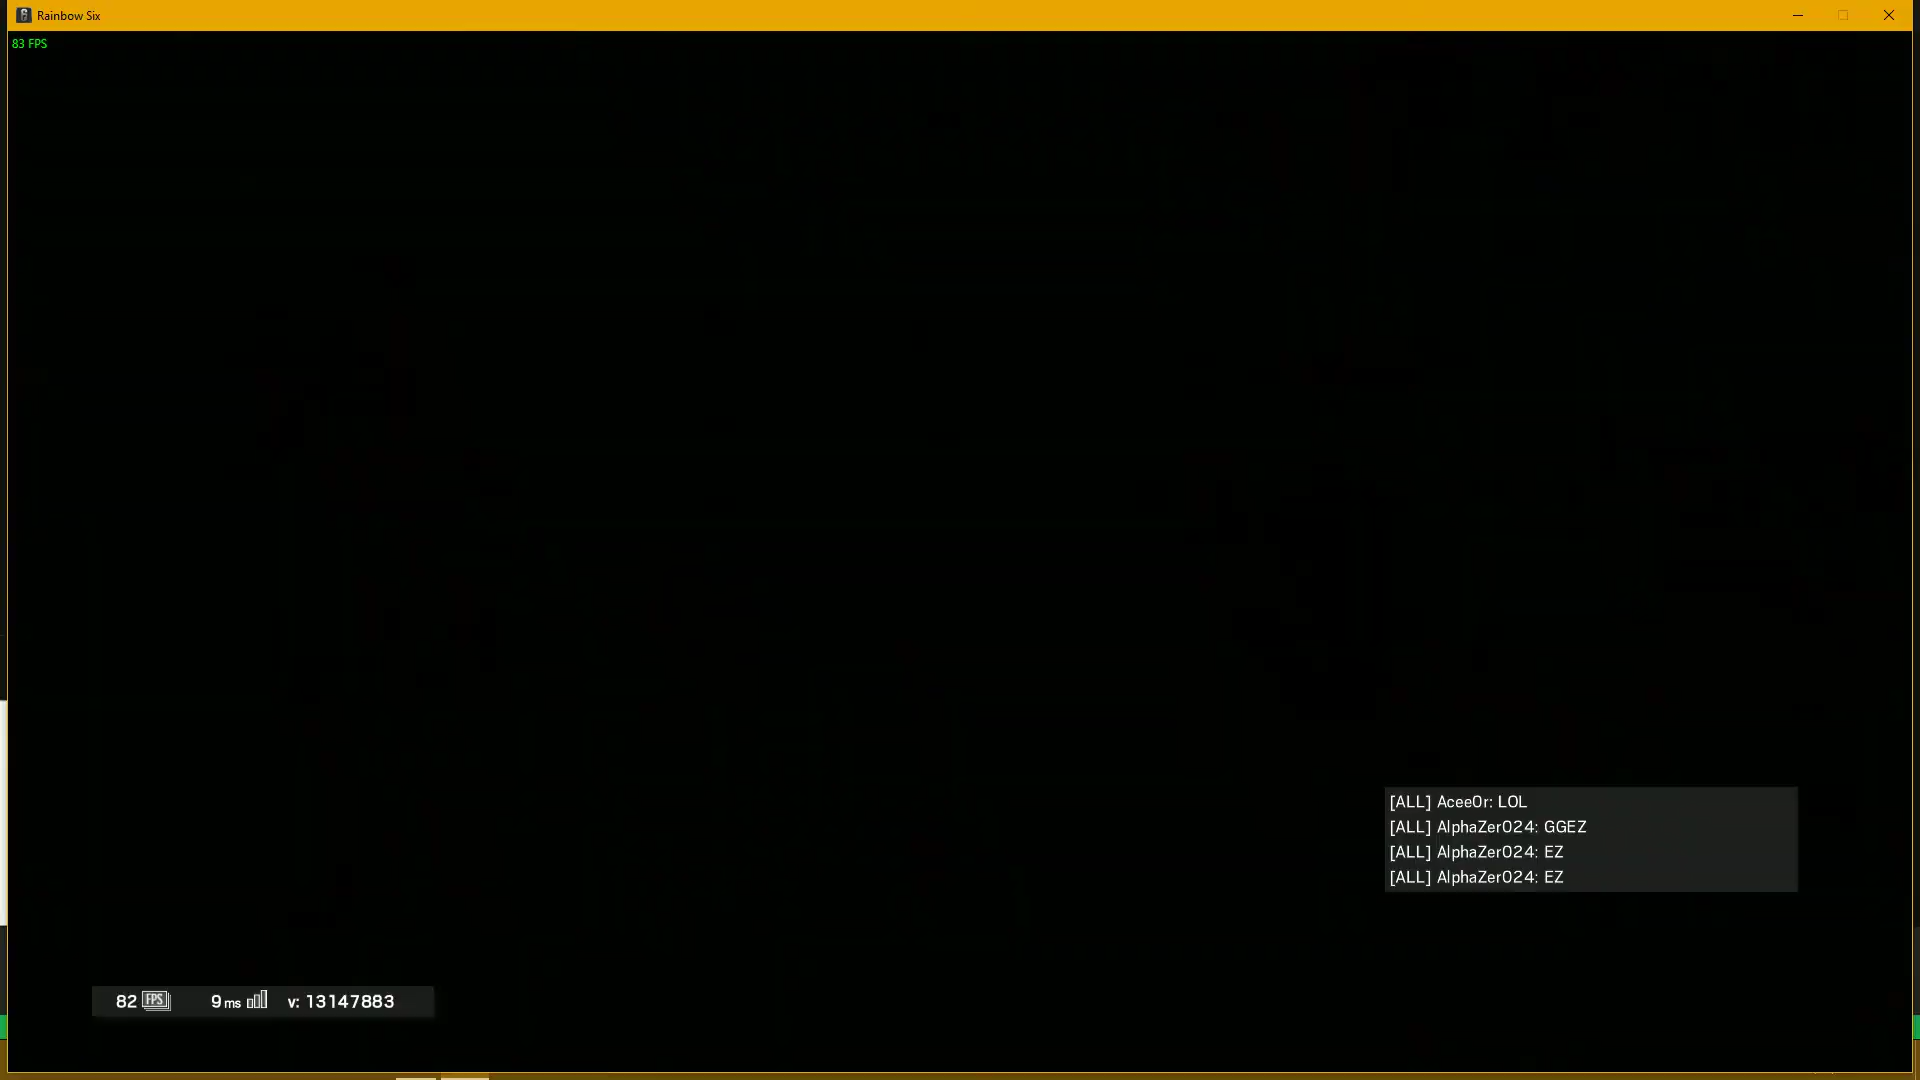 Rainbow Six
83 FPS
[ALL] Acee0r: LOL
[ALL] AlphaZer024: GGEZ
[ALL] AlphaZer024: EZ
[ALL] AlphaZer024: EZ
82 FPS 9 ms v: 13147883